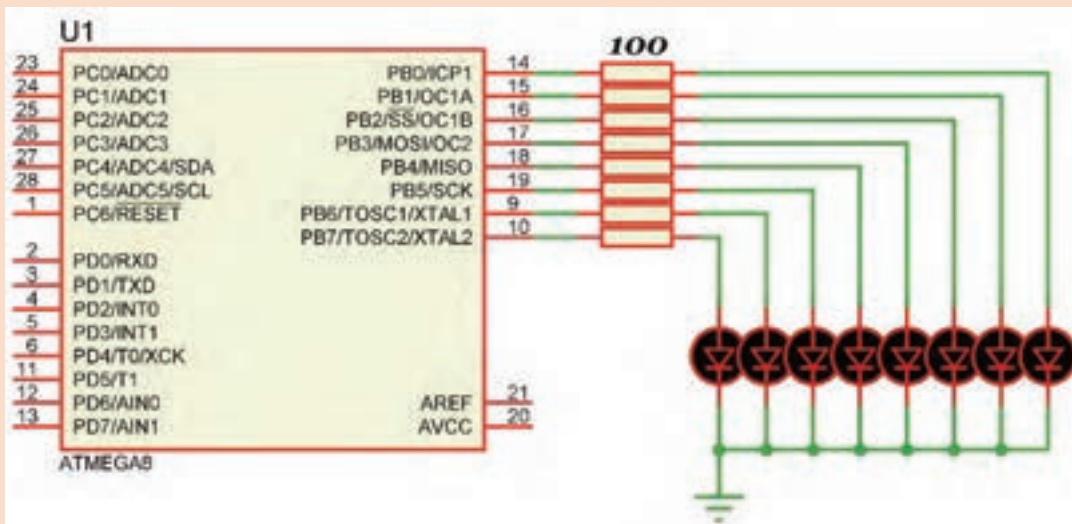 U1
100
23 PC0/ADC0
24 PC1/ADC1
25 PC2/ADC2
26 PC3/ADC3
27 PC4/ADC4/SDA
28 PC5/ADC5/SCL
1 PC6/RESET
2 PD0/RXD
3 PD1/TXD
4 PD2/INT0
5 PD3/INT1
6 PD4/T0/XCK
11 PD5/T1
12 PD6/AIN0
13 PD7/AIN1
PB0/ICP1 14
PB1/OC1A 15
PB2/SS/OC1B 16
PB3/MOSI/OC2 17
PB4/MISO 18
PB5/SCK 19
PB6/TOSC1/XTAL1 9
PB7/TOSC2/XTAL2 10
AREF 21
AVCC 20
ATMEGA8